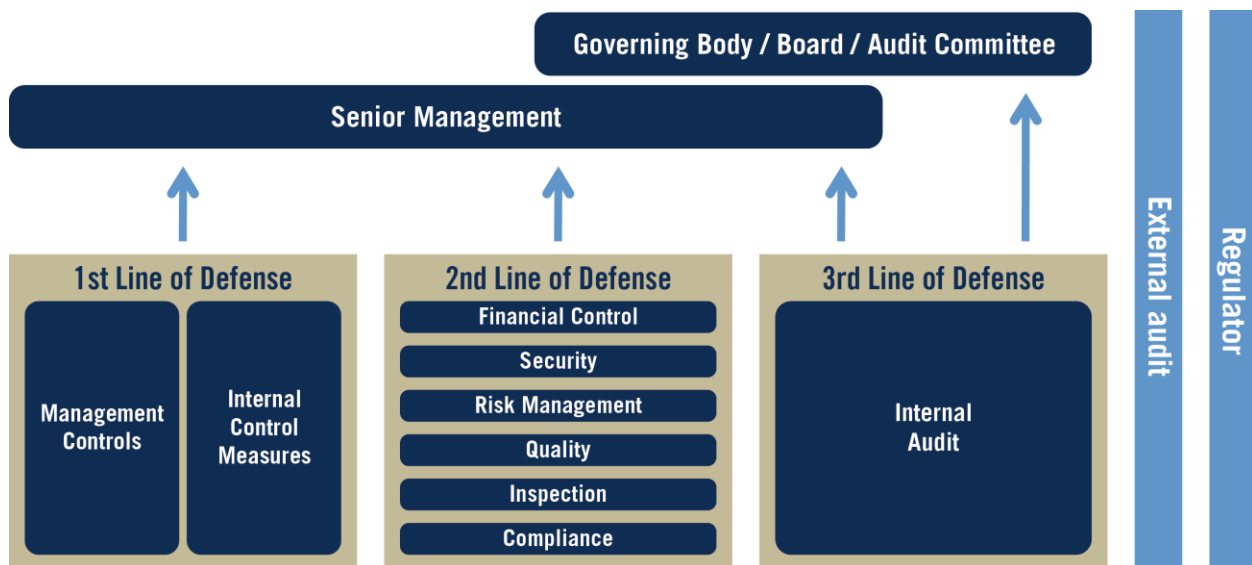 Governing Body / Board / Audit Committee
Senior Management
1st Line of Defense
Management
Controls
Internal
Control
Measures
2nd Line of Defense
Financial Control
Security
Risk Management
Quality
Inspection
Compliance
3rd Line of Defense
Internal
Audit
External audit
Regulator